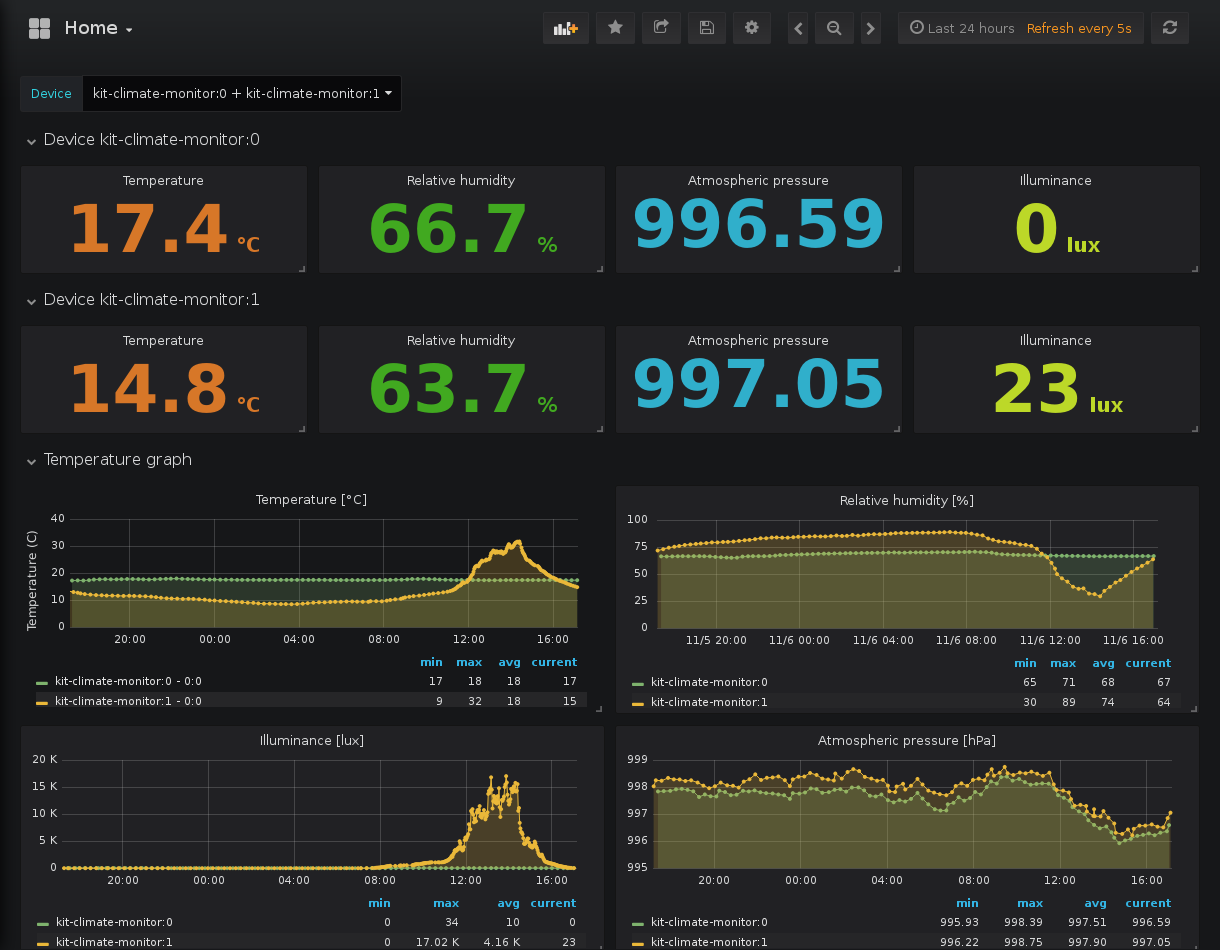 Home
Last 24 hours Refresh every 5s
Device kit-climate-monitor:0 + kit-climate-monitor:1
Device kit-climate-monitor:0
Temperature Relative humidity Atmospheric pressure Illuminance
17.4 °C 66.7 % 996.59 0 lux
Device kit-climate-monitor:1
Temperature Relative humidity Atmospheric pressure Illuminance
14.8 °C 63.7 % 997.05 23 lux
Temperature graph
Temperature [°C]
Temperature (C)
40
30
20
10
0
20:00 00:00 04:00 08:00 12:00 16:00
min max avg current
kit-climate-monitor:0 - 0:0 17 18 18 17
kit-climate-monitor:1 - 0:0 9 32 18 15
Relative humidity [%]
100
75
50
25
0
11/5 20:00 11/6 00:00 11/6 04:00 11/6 08:00 11/6 12:00 11/6 16:00
min max avg current
kit-climate-monitor:0 65 71 68 67
kit-climate-monitor:1 30 89 74 64
Illuminance [lux]
20 K
15 K
10 K
5 K
0
20:00 00:00 04:00 08:00 12:00 16:00
min max avg current
kit-climate-monitor:0 0 34 10 0
kit-climate-monitor:1 0 17.02 K 4.16 K 23
Atmospheric pressure [hPa]
999
998
997
996
995
20:00 00:00 04:00 08:00 12:00 16:00
min max avg current
kit-climate-monitor:0 995.93 998.39 997.51 996.59
kit-climate-monitor:1 996.22 998.75 997.90 997.05